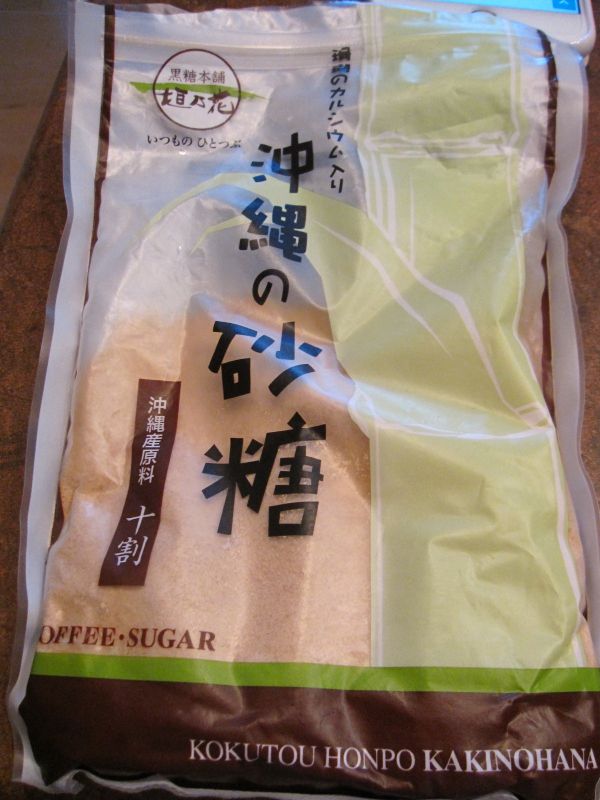 黒糖本舗
垣乃花
いつもの ひとつぶ
のカルシウム入り
沖縄の砂糖
沖縄産原料 十割
OFFEE・SUGAR
KOKUTOU HONPO KAKINOHANA